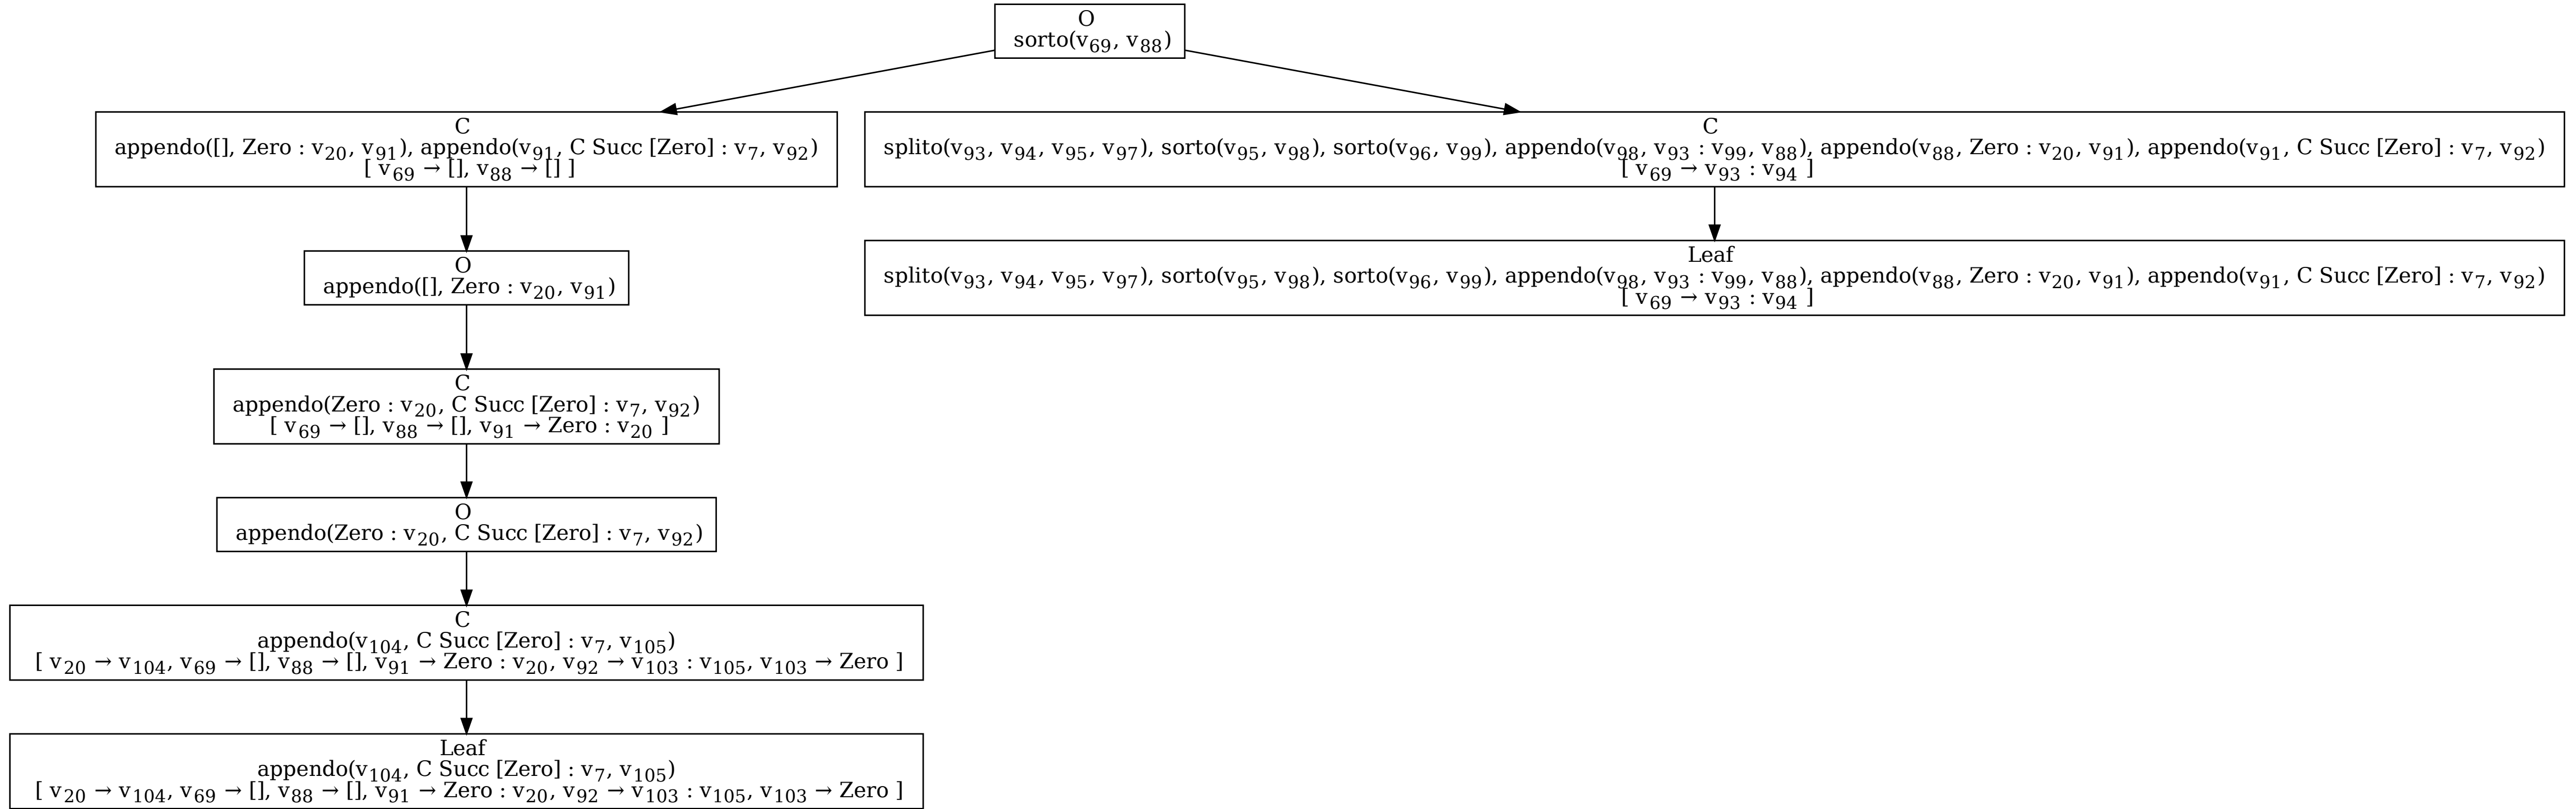 O
sorto(v₆₉, v₈₈)
C
appendo([], Zero : v₂₀, v₉₁), appendo(v₉₁, C Succ [Zero] : v₇, v₉₂)
[ v₆₉ → [], v₈₈ → [] ]
C
splito(v₉₃, v₉₄, v₉₅, v₉₇), sorto(v₉₅, v₉₈), sorto(v₉₆, v₉₉), appendo(v₉₈, v₉₃ : v₉₉, v₈₈), appendo(v₈₈, Zero : v₂₀, v₉₁), appendo(v₉₁, C Succ [Zero] : v₇, v₉₂)
[ v₆₉ → v₉₃ : v₉₄ ]
O
appendo([], Zero : v₂₀, v₉₁)
Leaf
splito(v₉₃, v₉₄, v₉₅, v₉₇), sorto(v₉₅, v₉₈), sorto(v₉₆, v₉₉), appendo(v₉₈, v₉₃ : v₉₉, v₈₈), appendo(v₈₈, Zero : v₂₀, v₉₁), appendo(v₉₁, C Succ [Zero] : v₇, v₉₂)
[ v₆₉ → v₉₃ : v₉₄ ]
C
appendo(Zero : v₂₀, C Succ [Zero] : v₇, v₉₂)
[ v₆₉ → [], v₈₈ → [], v₉₁ → Zero : v₂₀ ]
O
appendo(Zero : v₂₀, C Succ [Zero] : v₇, v₉₂)
C
appendo(v₁₀₄, C Succ [Zero] : v₇, v₁₀₅)
[ v₂₀ → v₁₀₄, v₆₉ → [], v₈₈ → [], v₉₁ → Zero : v₂₀, v₉₂ → v₁₀₃ : v₁₀₅, v₁₀₃ → Zero ]
Leaf
appendo(v₁₀₄, C Succ [Zero] : v₇, v₁₀₅)
[ v₂₀ → v₁₀₄, v₆₉ → [], v₈₈ → [], v₉₁ → Zero : v₂₀, v₉₂ → v₁₀₃ : v₁₀₅, v₁₀₃ → Zero ]